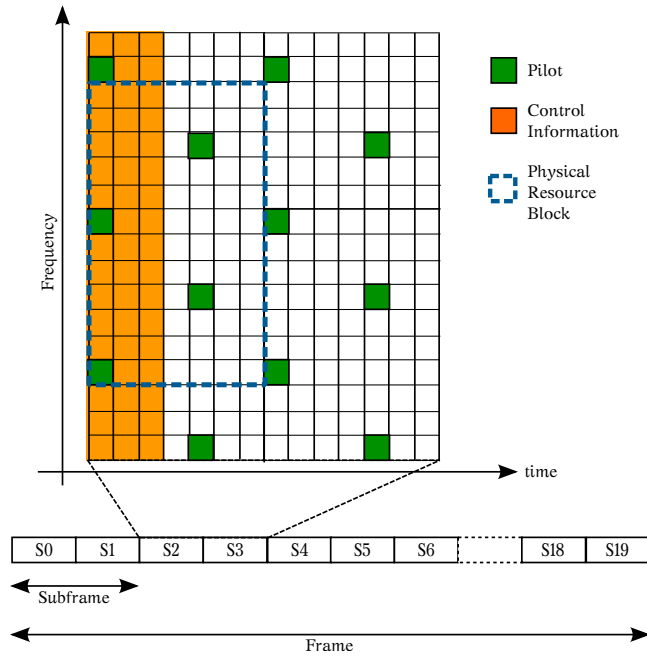 Pilot
Control
Information
Physical
Resource
Block
Frequency
time
S0 S1 S2 S3 S4 S5 S6 S18 S19
Subframe
Frame